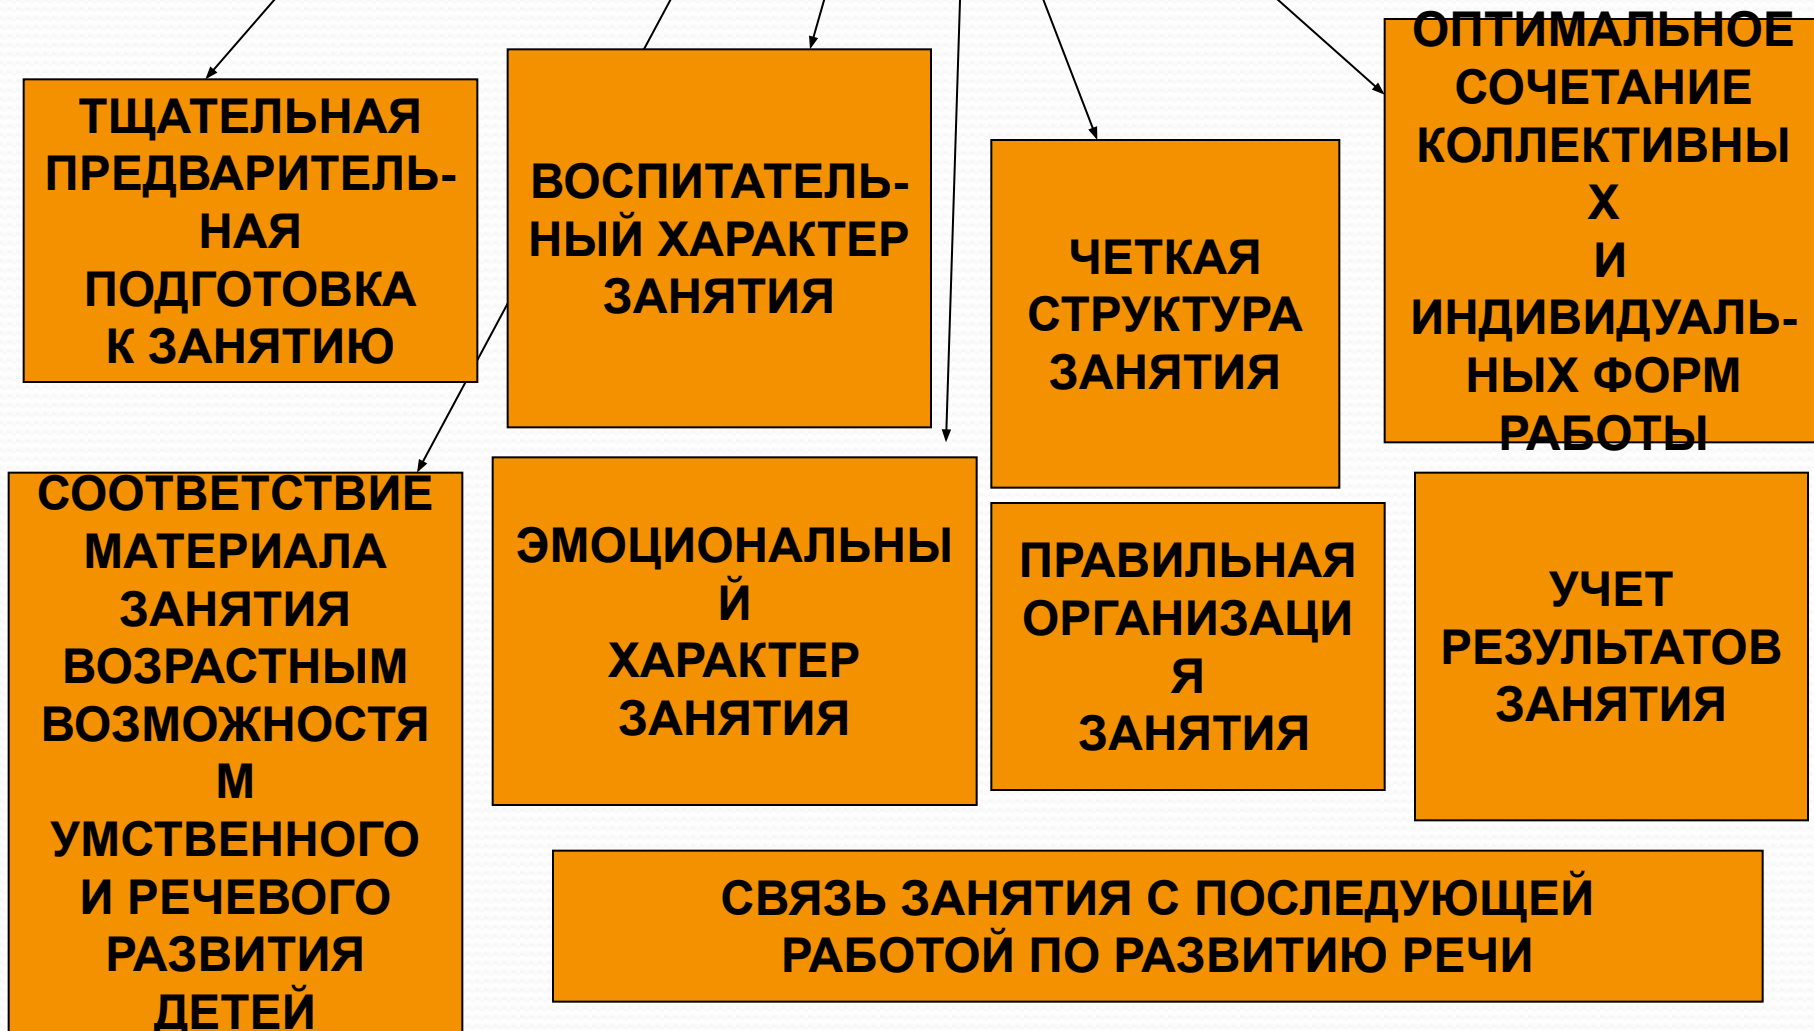 ТЩАТЕЛЬНАЯ
ПРЕДВАРИТЕЛЬ-
НАЯ
ПОДГОТОВКА
К ЗАНЯТИЮ
ВОСПИТАТЕЛЬ-
НЫЙ ХАРАКТЕР
ЗАНЯТИЯ
ЧЕТКАЯ
СТРУКТУРА
ЗАНЯТИЯ
ОПТИМАЛЬНОЕ
СОЧЕТАНИЕ
КОЛЛЕКТИВНЫ
Х
И
ИНДИВИДУАЛЬ-
НЫХ ФОРМ
РАБОТЫ
СООТВЕТСТВИЕ
МАТЕРИАЛА
ЗАНЯТИЯ
ВОЗРАСТНЫМ
ВОЗМОЖНОСТЯ
М
УМСТВЕННОГО
И РЕЧЕВОГО
РАЗВИТИЯ
ДЕТЕЙ
ЭМОЦИОНАЛЬНЫ
Й
ХАРАКТЕР
ЗАНЯТИЯ
ПРАВИЛЬНАЯ
ОРГАНИЗАЦИ
Я
ЗАНЯТИЯ
УЧЕТ
РЕЗУЛЬТАТОВ
ЗАНЯТИЯ
СВЯЗЬ ЗАНЯТИЯ С ПОСЛЕДУЮЩЕЙ
РАБОТОЙ ПО РАЗВИТИЮ РЕЧИ